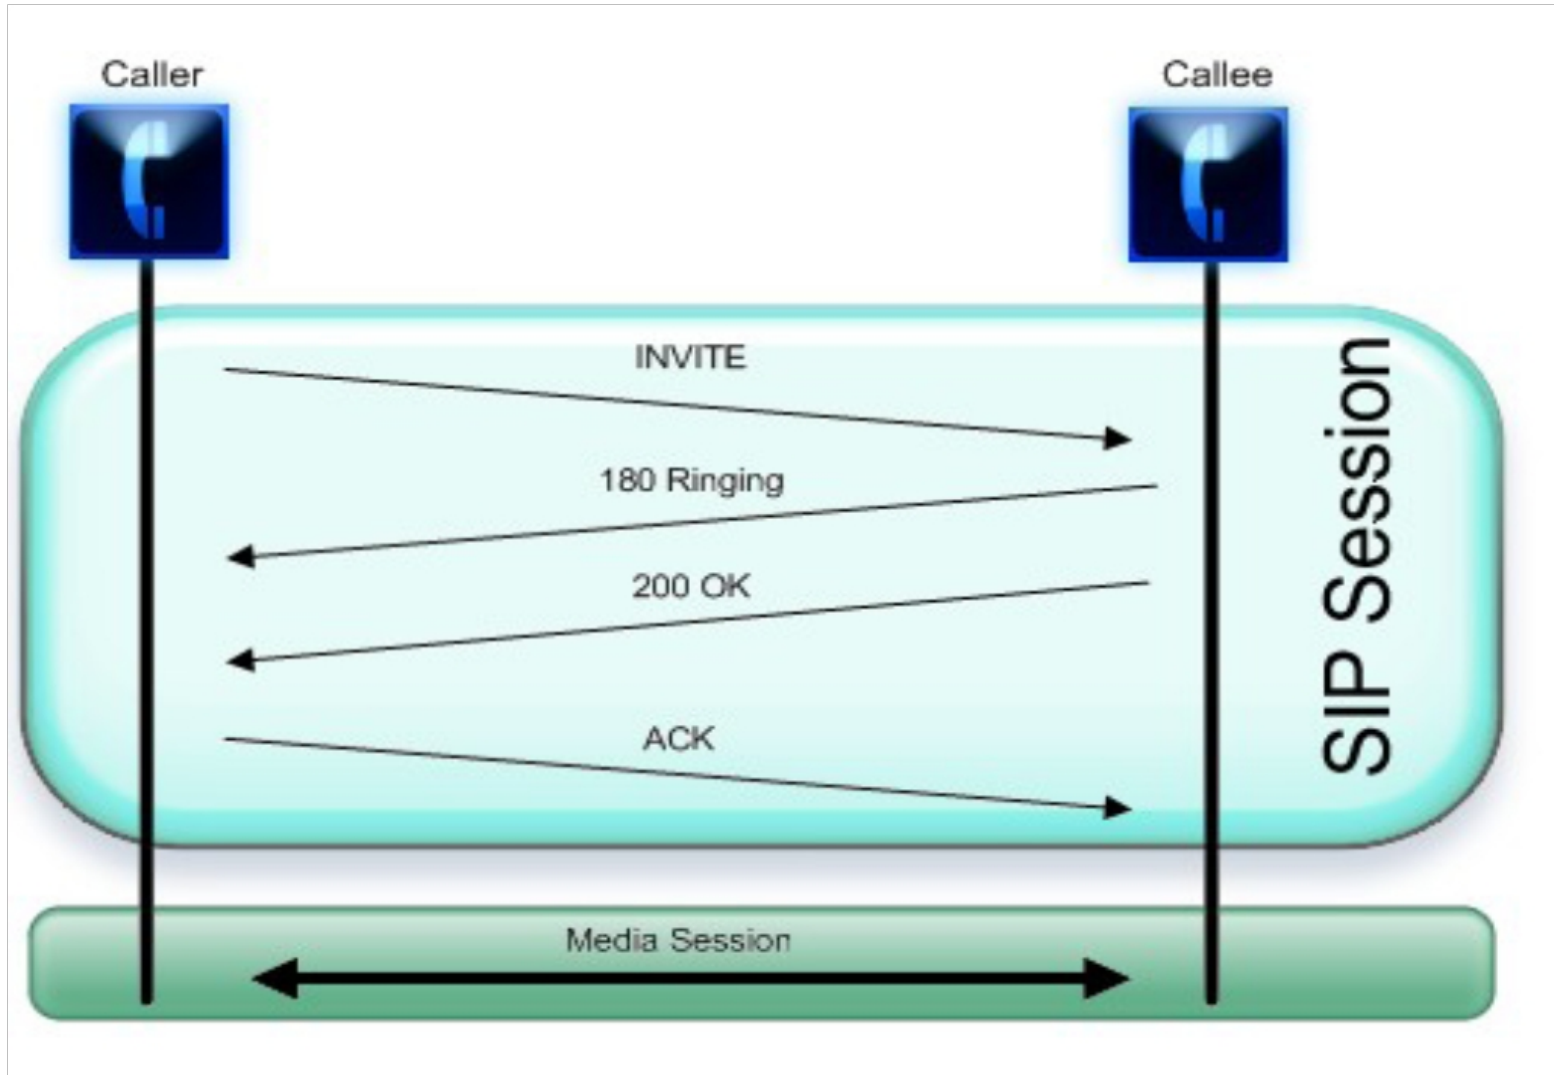 Caller
Callee
INVITE
180 Ringing
200 OK
ACK
SIP Session
Media Session